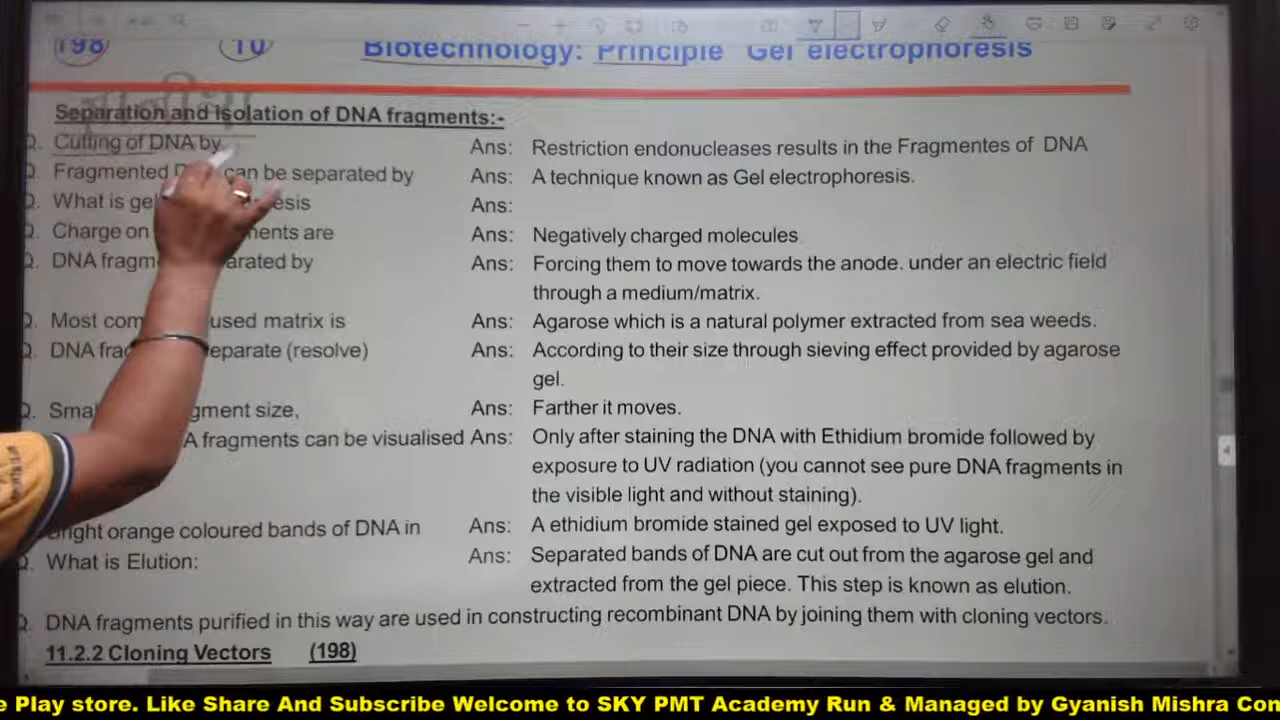 198 10 Biotechnology: Principle Gel electrophoresis
Separation and isolation of DNA fragments:-
Q. Cutting of DNA by Ans: Restriction endonucleases results in the Fragmentes of DNA
Q. Fragmented can be separated by Ans: A technique known as Gel electrophoresis.
Q. What is Ans:
Q. Charge on are Ans: Negatively charged molecules
Q. DNA by Ans: Forcing them to move towards the anode. under an electric field
through a medium/matrix.
Q. Most used matrix is Ans: Agarose which is a natural polymer extracted from sea weeds.
Q. DNA (resolve) Ans: According to their size through sieving effect provided by agarose
gel.
Q. size, Ans: Farther it moves.
fragments can be visualised Ans: Only after staining the DNA with Ethidium bromide followed by
exposure to UV radiation (you cannot see pure DNA fragments in
the visible light and without staining).
orange coloured bands of DNA in Ans: A ethidium bromide stained gel exposed to UV light.
Q. What is Elution: Ans: Separated bands of DNA are cut out from the agarose gel and
extracted from the gel piece. This step is known as elution.
Q. DNA fragments purified in this way are used in constructing recombinant DNA by joining them with cloning vectors.
11.2.2 Cloning Vectors (198)
e Play store. Like Share And Subscribe Welcome to SKY PMT Academy Run & Managed by Gyanish Mishra Con